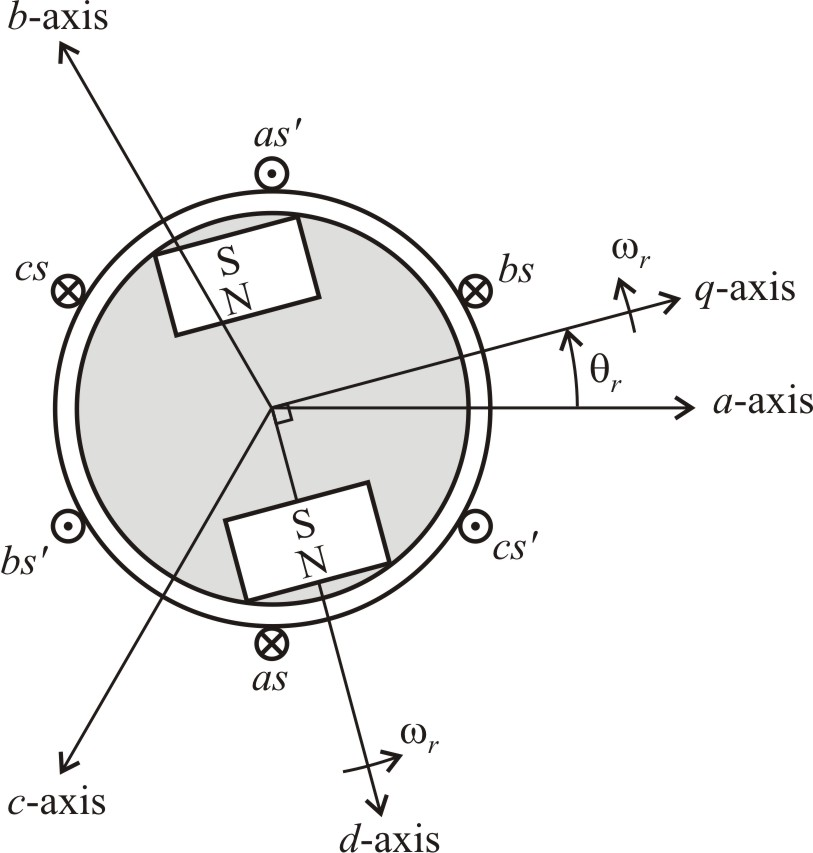 b-axis
as'
cs
S
N
bs
ωr
q-axis
θr
a-axis
S
N
bs'
cs'
as
ωr
c-axis
d-axis